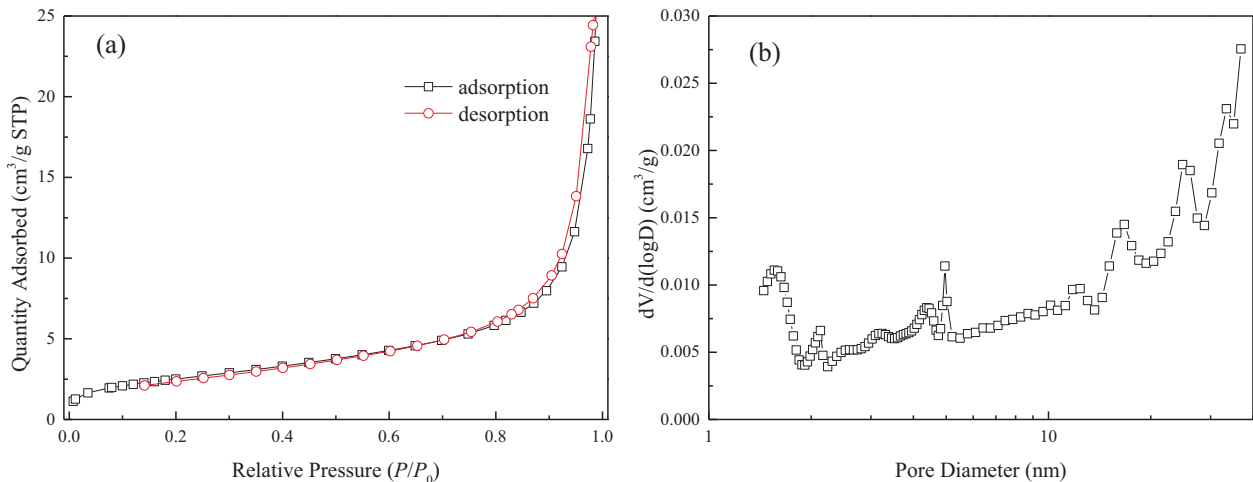 (a)
adsorption
desorption
25
20
15
10
5
0
0.0 0.2 0.4 0.6 0.8 1.0
Quantity Adsorbed (cm³/g STP)
Relative Pressure (P/P₀)
(b)
0.030
0.025
0.020
0.015
0.010
0.005
0.000
1 10
dV/d(logD) (cm³/g)
Pore Diameter (nm)